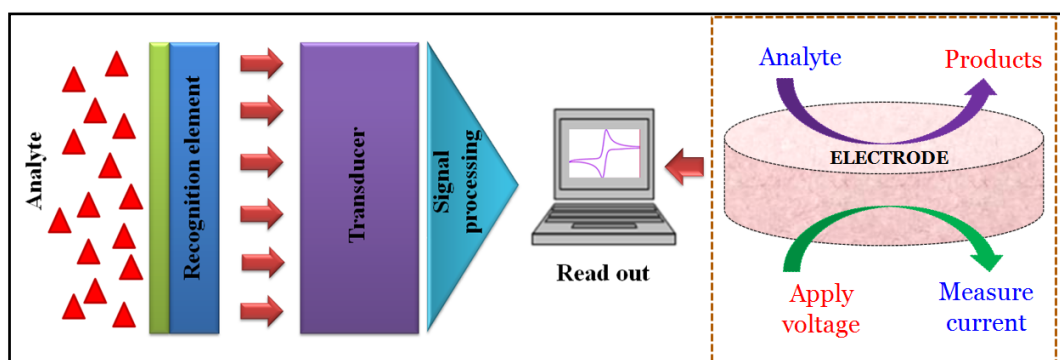 Analyte
Recognition element
Transducer
Signal
processing
Read out
Analyte
Products
ELECTRODE
Apply
voltage
Measure
current